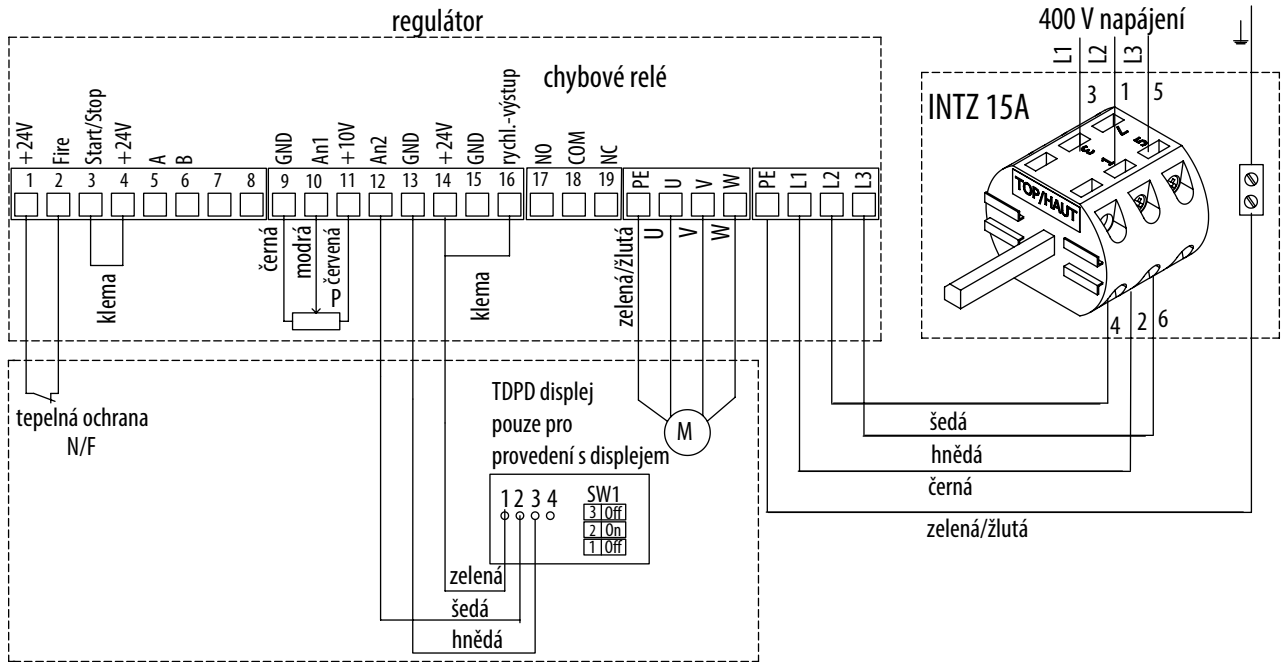 regulátor
400 V napájení
L1
L2
L3
chybové relé
INTZ 15A
3
1
5
+24V
Fire
Start/Stop
+24V
A
B
GND
An1
+10V
An2
GND
+24V
GND
rychl.-výstup
NO
COM
NC
PE
U
V
W
PE
L1
L2
L3
1
2
3
4
5
6
7
8
9
10
11
12
13
14
15
16
17
18
19
TOP/HAUT
klema
černá
modrá
červená
P
klema
zelená/žlutá
U
V
W
4
2
6
tepelná ochrana
N/F
TDPD displej
pouze pro
provedení s displejem
M
šedá
hnědá
černá
zelená/žlutá
1 2 3 4
SW1
3 Off
2 On
1 Off
zelená
šedá
hnědá